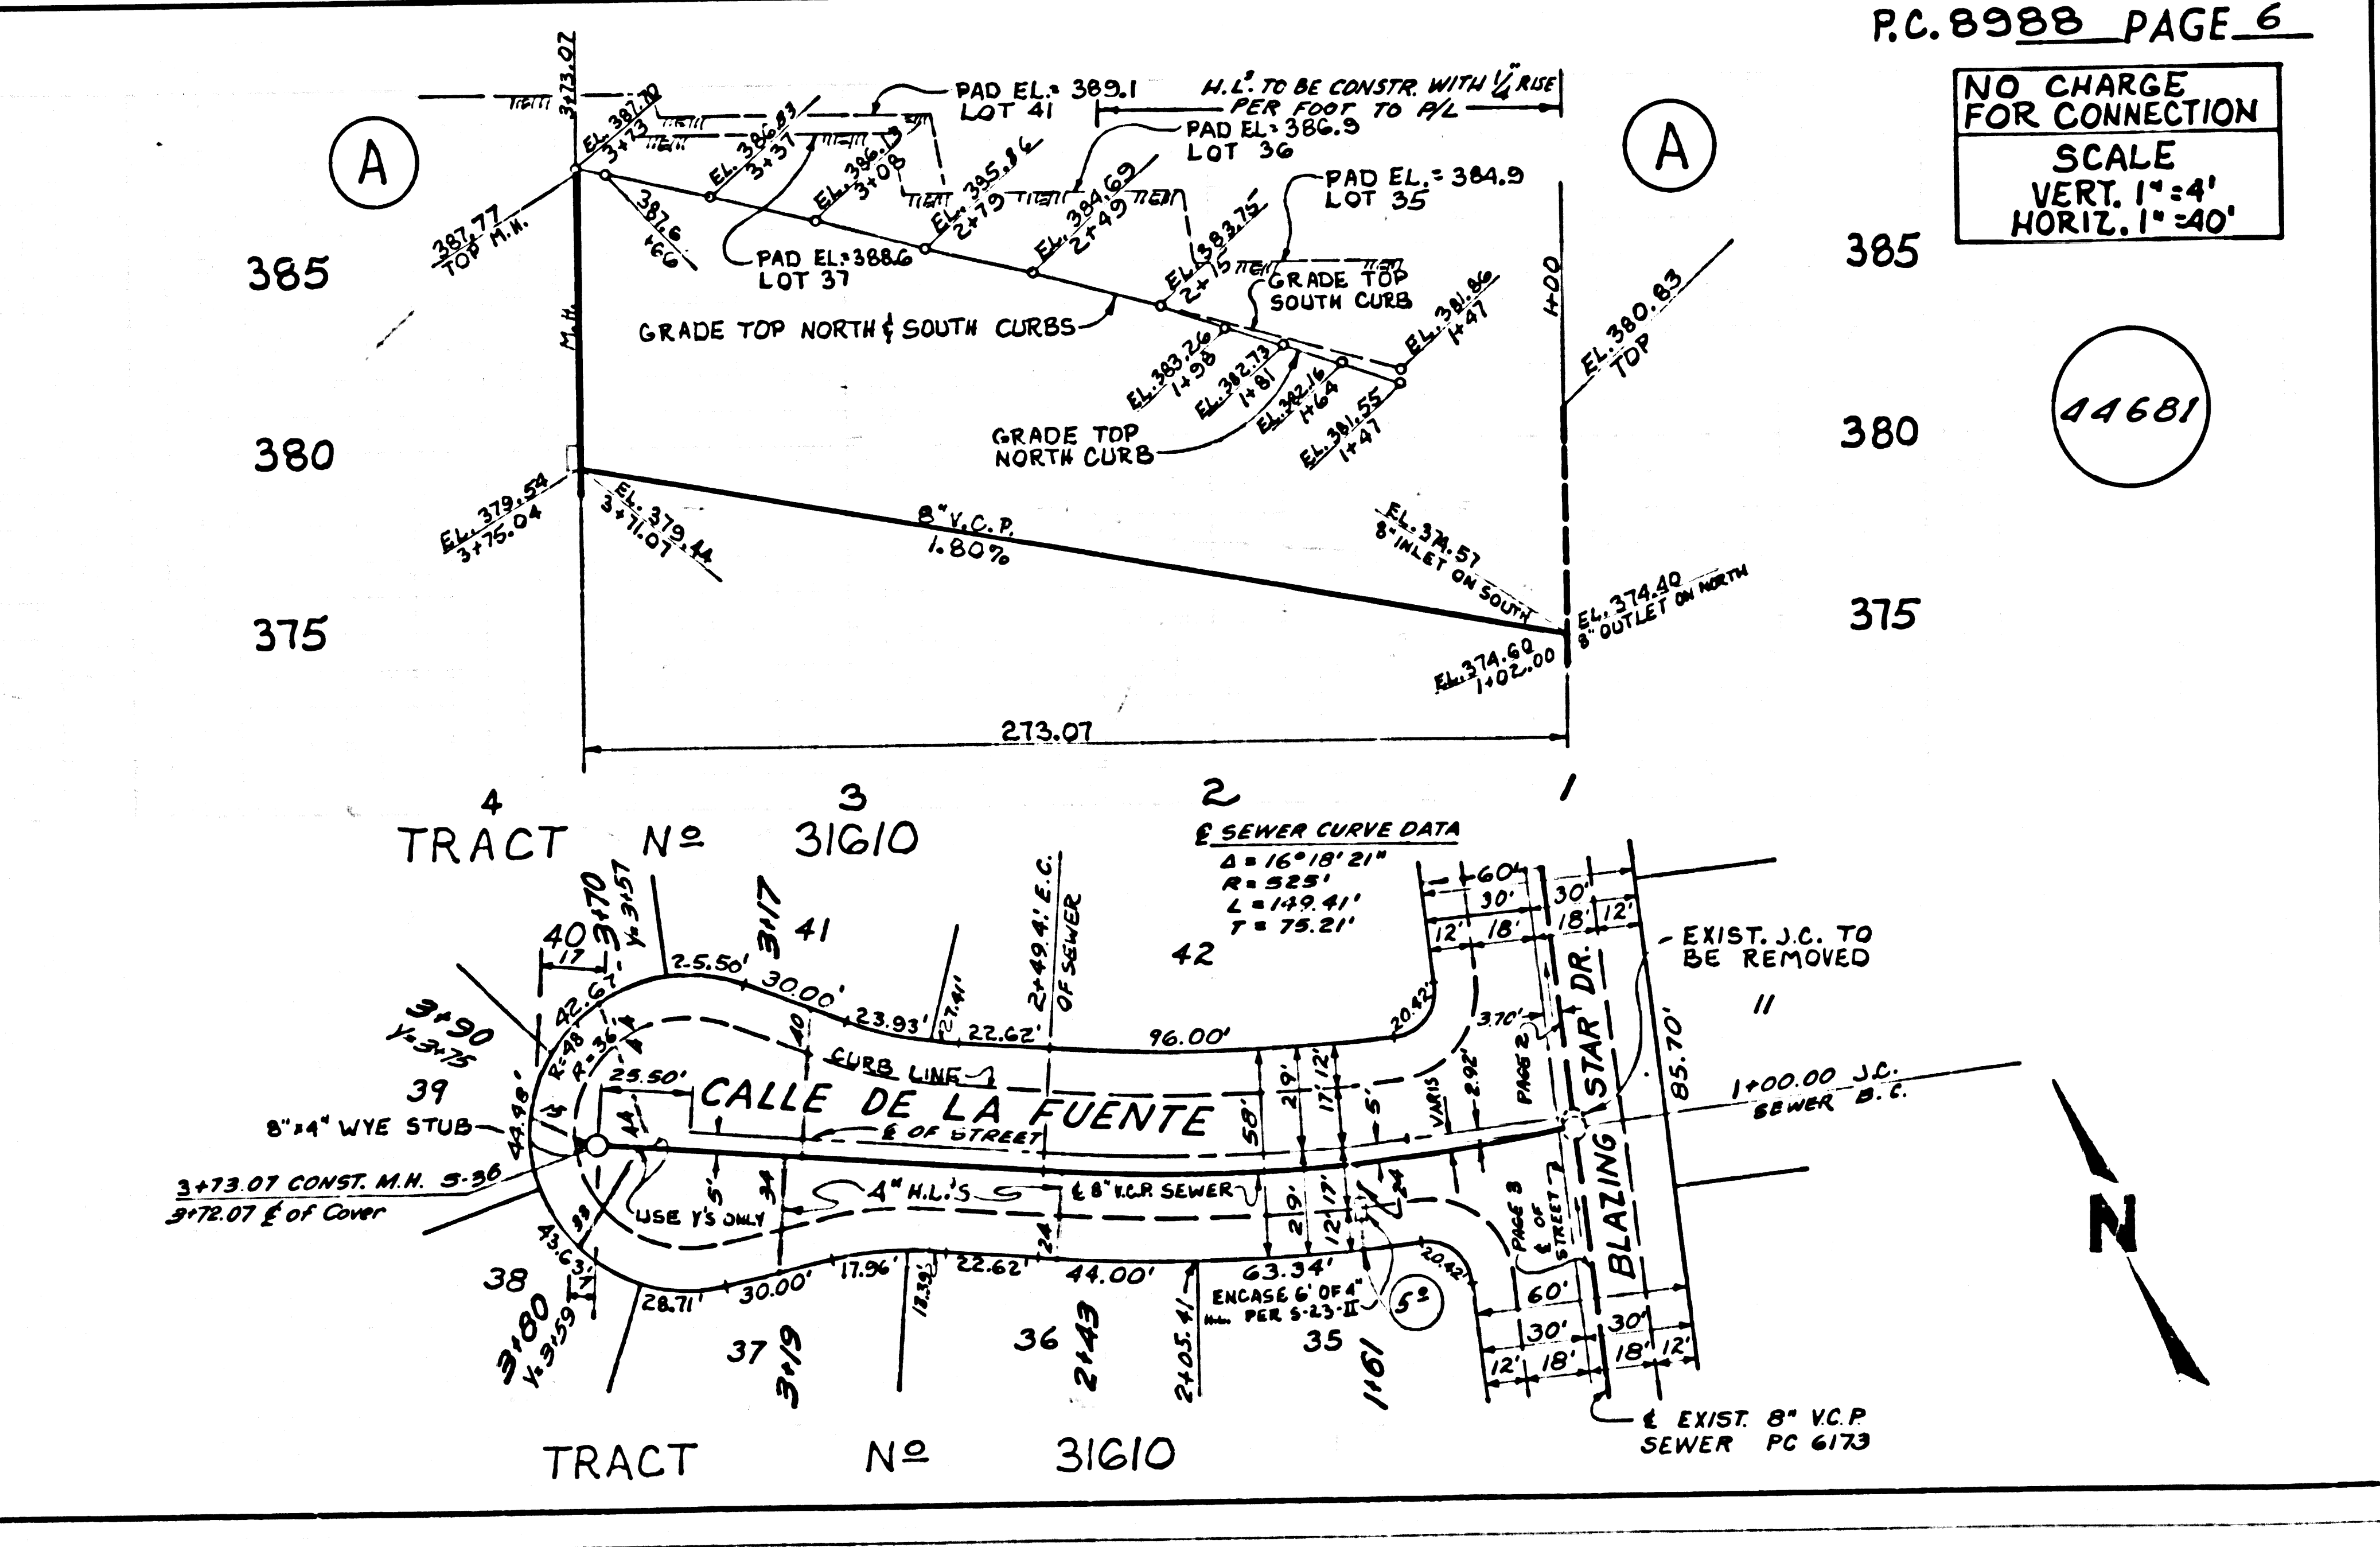 P.C. 8988 PAGE 6
NO CHARGE
FOR CONNECTION
SCALE
VERT. 1"=4'
HORIZ. 1"=40'
44681
A
A
3+73.07
EL. 387.70
3+73
387.77
TOP M.H.
387.6
+66
EL. 386.83
3+37
EL. 386.13
3+08
EL. 395.86
2+79
EL. 384.69
2+49
EL. 383.75
2+15
PAD EL.= 389.1
LOT 41
H.L.S TO BE CONSTR. WITH 1/4" RISE
PER FOOT TO P/L
PAD EL= 386.9
LOT 36
PAD EL.= 384.9
LOT 35
PAD EL.=388.6
LOT 37
GRADE TOP
SOUTH CURB
GRADE TOP NORTH & SOUTH CURBS
EL. 381.86
1+47
1+00
EL. 380.83
TOP
EL. 383.26
1+98
EL. 382.73
1+81
EL. 382.16
1+64
EL. 381.55
1+47
GRADE TOP
NORTH CURB
385
385
380
380
375
375
M.H.
EL. 379.54
3+75.04
EL. 379.44
3+71.07
8" V.C.P.
1.80%
EL. 374.57
8" INLET ON SOUTH
EL. 374.40
8" OUTLET ON NORTH
EL. 374.60
1+02.00
273.07
4
3
2
1
TRACT Nº 31610
℄ SEWER CURVE DATA
Δ = 16°18'21"
R = 525'
L = 149.41'
T = 75.21'
3+70
Y=3+57
3+17
2+49.41 E.C.
OF SEWER
40
17
41
42
25.50'
30.00'
23.93'
27.41'
22.62'
96.00'
20.42'
42.67'
R=48'
R=36'
3+90
Y=3+75
39
44.98'
15
8"x4" WYE STUB
3+73.07 CONST. M.H. S-36
3+72.07 ℄ of Cover
25.50'
40
CURB LINE
CALLE DE LA FUENTE
℄ OF STREET
58'
29'
17'
12'
5'
VARIS
2.92'
3.70'
PAGE 2
60'
30'
30'
12'
18'
18'
12'
EXIST. J.C. TO
BE REMOVED
11
STAR DR.
85.70'
1+00.00 J.C.
SEWER B.C.
BLAZING
N
5'
34
USE Y'S ONLY
4" H.L.'S
℄ 8" V.C.P. SEWER
24
29'
17'
12'
24
PAGE 3
℄ OF
STREET
33
43.63'
17
38
3+80
Y=3+59
28.71'
30.00'
17.96'
18.39'
22.62'
44.00'
63.34'
20.42'
ENCASE 6' OF 4"
H.L. PER S-23-II
37
3+19
36
2+43
2+05.41
35
1+61
60'
30'
30'
12'
18'
18'
12'
℄ EXIST. 8" V.C.P.
SEWER PC 6173
TRACT Nº 31610